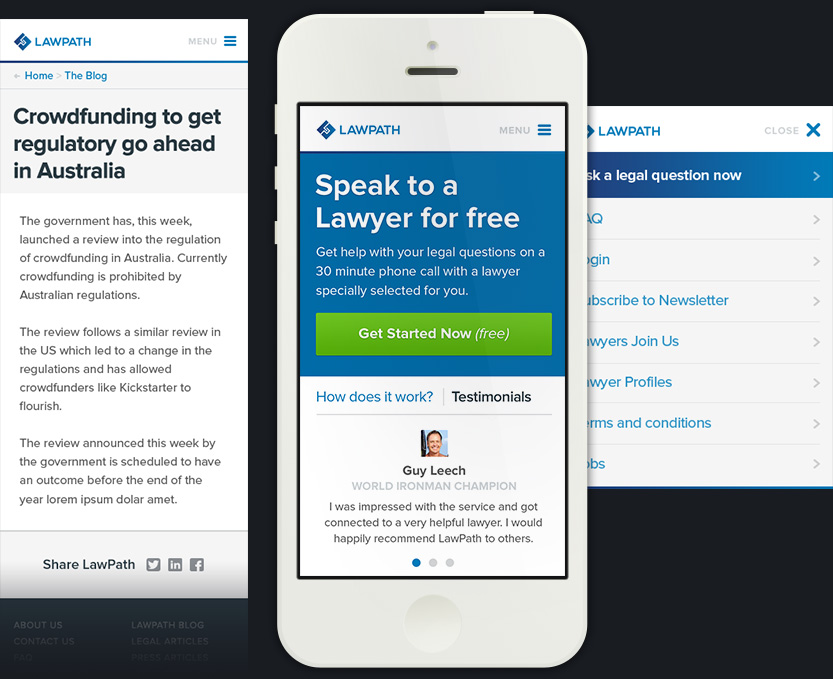 LAWPATH
MENU
← Home > The Blog
Crowdfunding to get
regulatory go ahead
in Australia
The government has, this week,
launched a review into the regulation
of crowdfunding in Australia. Currently
crowdfunding is prohibited by
Australian regulations.
The review follows a similar review in
the US which led to a change in the
regulations and has allowed
crowdfunders like Kickstarter to
flourish.
The review announced this week by
the government is scheduled to have
an outcome before the end of the
year lorem ipsum dolar amet.
Share LawPath
ABOUT US
LAWPATH BLOG
CONTACT US
LEGAL ARTICLES
FAQ
PRESS ARTICLES
LAWPATH
MENU
Speak to a
Lawyer for free
Get help with your legal questions on a
30 minute phone call with a lawyer
specially selected for you.
Get Started Now (free)
How does it work?
Testimonials
Guy Leech
WORLD IRONMAN CHAMPION
I was impressed with the service and got
connected to a very helpful lawyer. I would
happily recommend LawPath to others.
LAWPATH
CLOSE
sk a legal question now
AQ
ogin
ubscribe to Newsletter
awyers Join Us
awyer Profiles
erms and conditions
obs